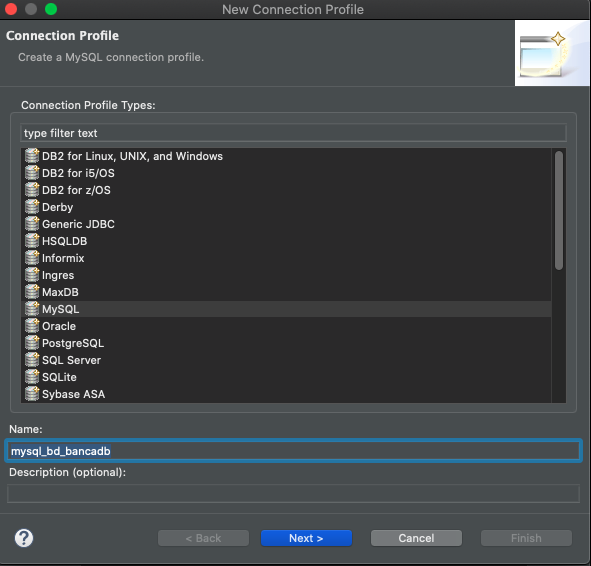 New Connection Profile
Connection Profile
Create a MySQL connection profile.
Connection Profile Types:
type filter text
DB2 for Linux, UNIX, and Windows
DB2 for i5/OS
DB2 for z/OS
Derby
Generic JDBC
HSQLDB
Informix
Ingres
MaxDB
MySQL
Oracle
PostgreSQL
SQL Server
SQLite
Sybase ASA
Name:
mysql_bd_bancadb
Description (optional):
?
< Back
Next >
Cancel
Finish